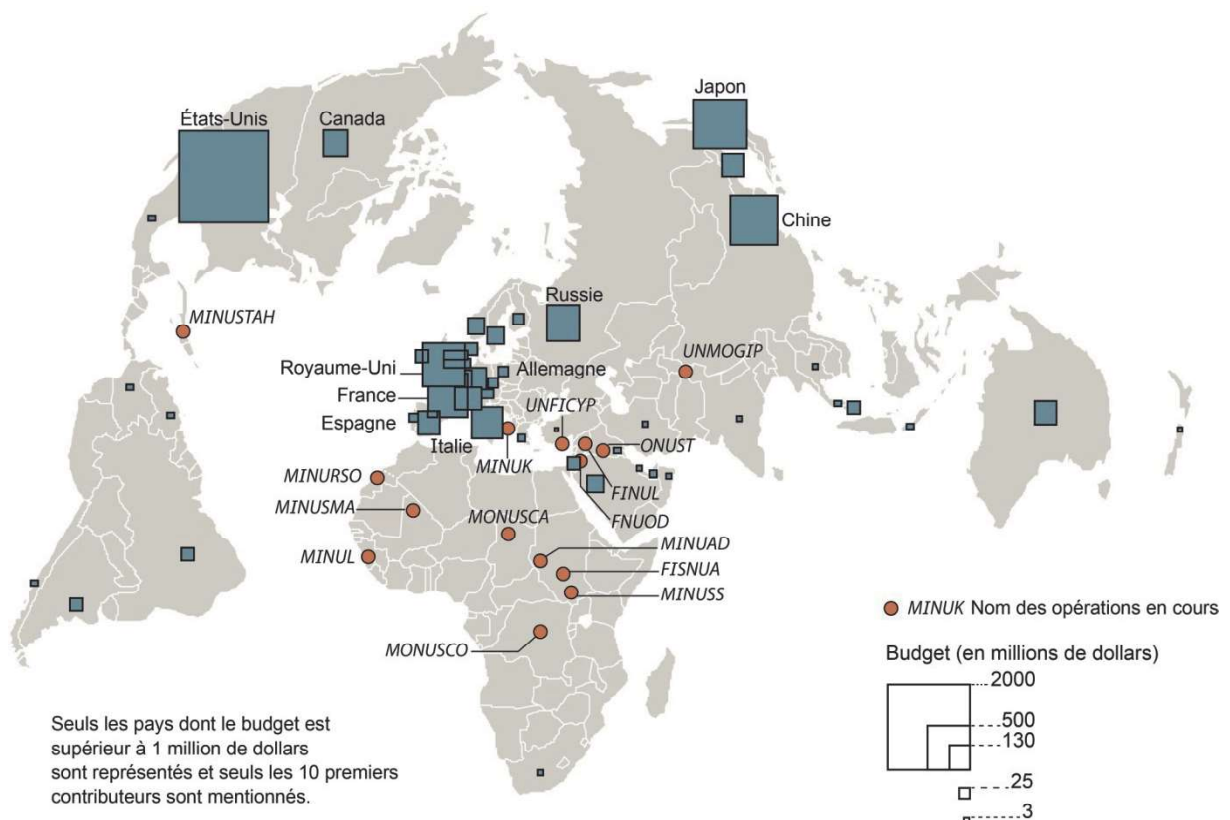 Japon
États-Unis
Canada
Chine
Russie
MINUSTAH
UNMOGIP
Royaume-Uni
Allemagne
France
UNFICYP
Espagne
ONUST
Italie
MINUK
MINURSO
FINUL
MINUSMA
MONUSCA
FNUOD
MINUL
MINUAD
FISNUA
MINUSS
MINUK Nom des opérations en cours
MONUSCO
Budget (en millions de dollars)
2000
500
130
25
3
Seuls les pays dont le budget est
supérieur à 1 million de dollars
sont représentés et seuls les 10 premiers
contributeurs sont mentionnés.